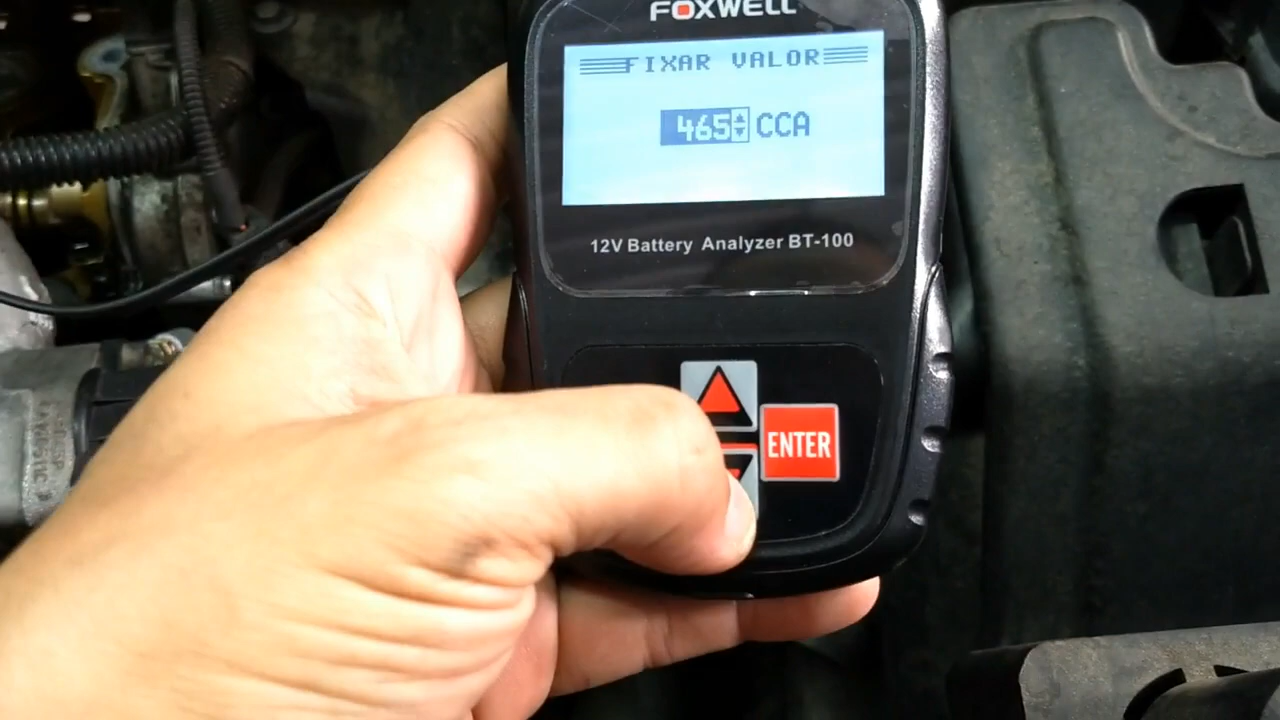 FOXWELL
FIXAR VALOR
465 CCA
12V Battery Analyzer BT-100
ENTER